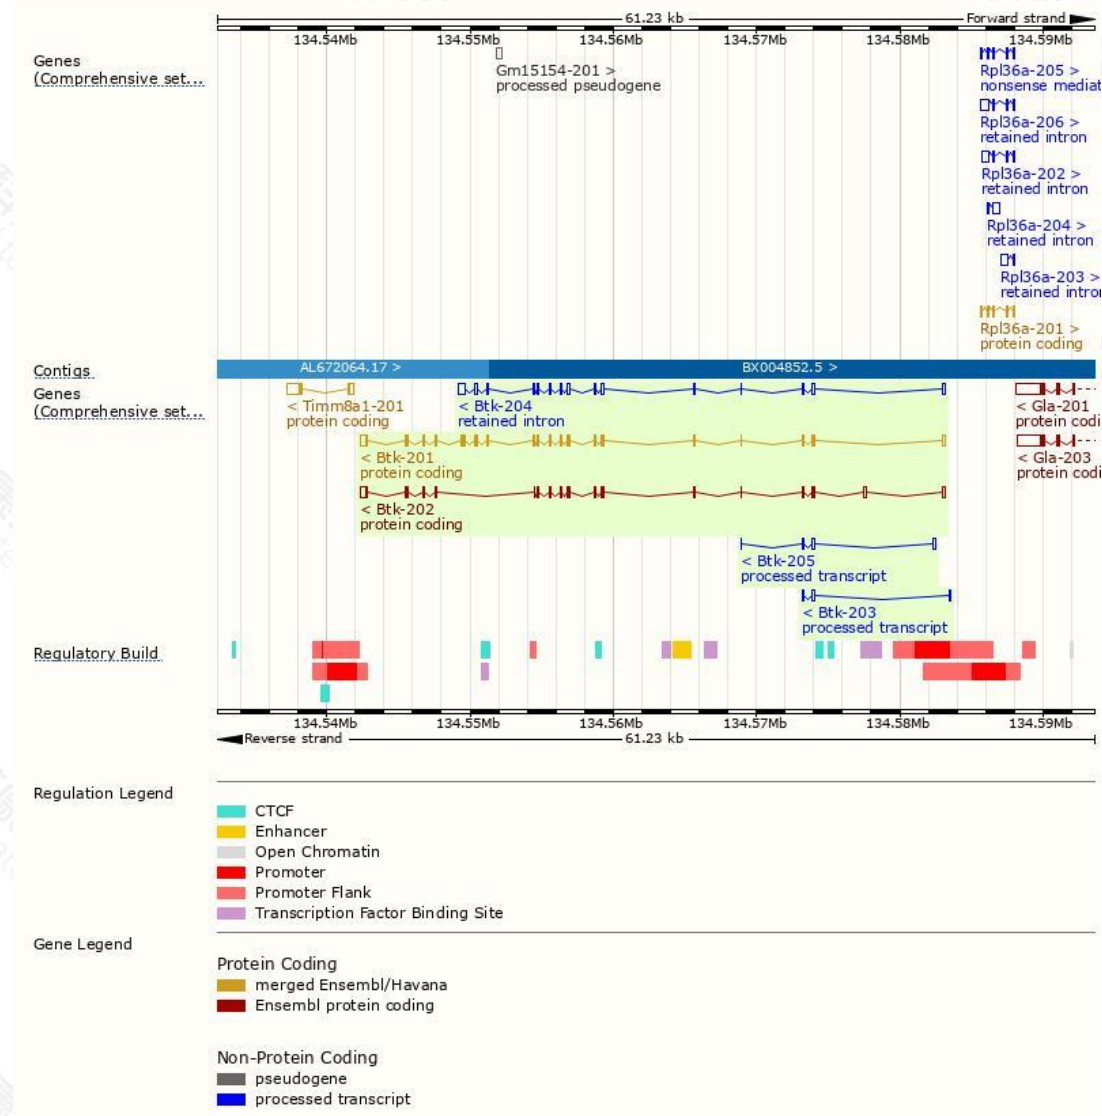 61.23 kb Forward strand
134.54Mb 134.55Mb 134.56Mb 134.57Mb 134.58Mb 134.59Mb
Genes
(Comprehensive set...
Gm15154-201 >
processed pseudogene
Rpl36a-205 >
nonsense mediat
Rpl36a-206 >
retained intron
Rpl36a-202 >
retained intron
Rpl36a-204 >
retained intron
Rpl36a-203 >
retained intro
Rpl36a-201 >
protein coding
Contigs
AL672064.17 > BX004852.5 >
Genes
(Comprehensive set...
< Timm8a1-201
protein coding
< Btk-204
retained intron
< Gla-201
protein codi
< Btk-201
protein coding
< Gla-203
protein codi
< Btk-202
protein coding
< Btk-205
processed transcript
< Btk-203
processed transcript
Regulatory Build
134.54Mb 134.55Mb 134.56Mb 134.57Mb 134.58Mb 134.59Mb
Reverse strand 61.23 kb
Regulation Legend
CTCF
Enhancer
Open Chromatin
Promoter
Promoter Flank
Transcription Factor Binding Site
Gene Legend
Protein Coding
merged Ensembl/Havana
Ensembl protein coding
Non-Protein Coding
pseudogene
processed transcript